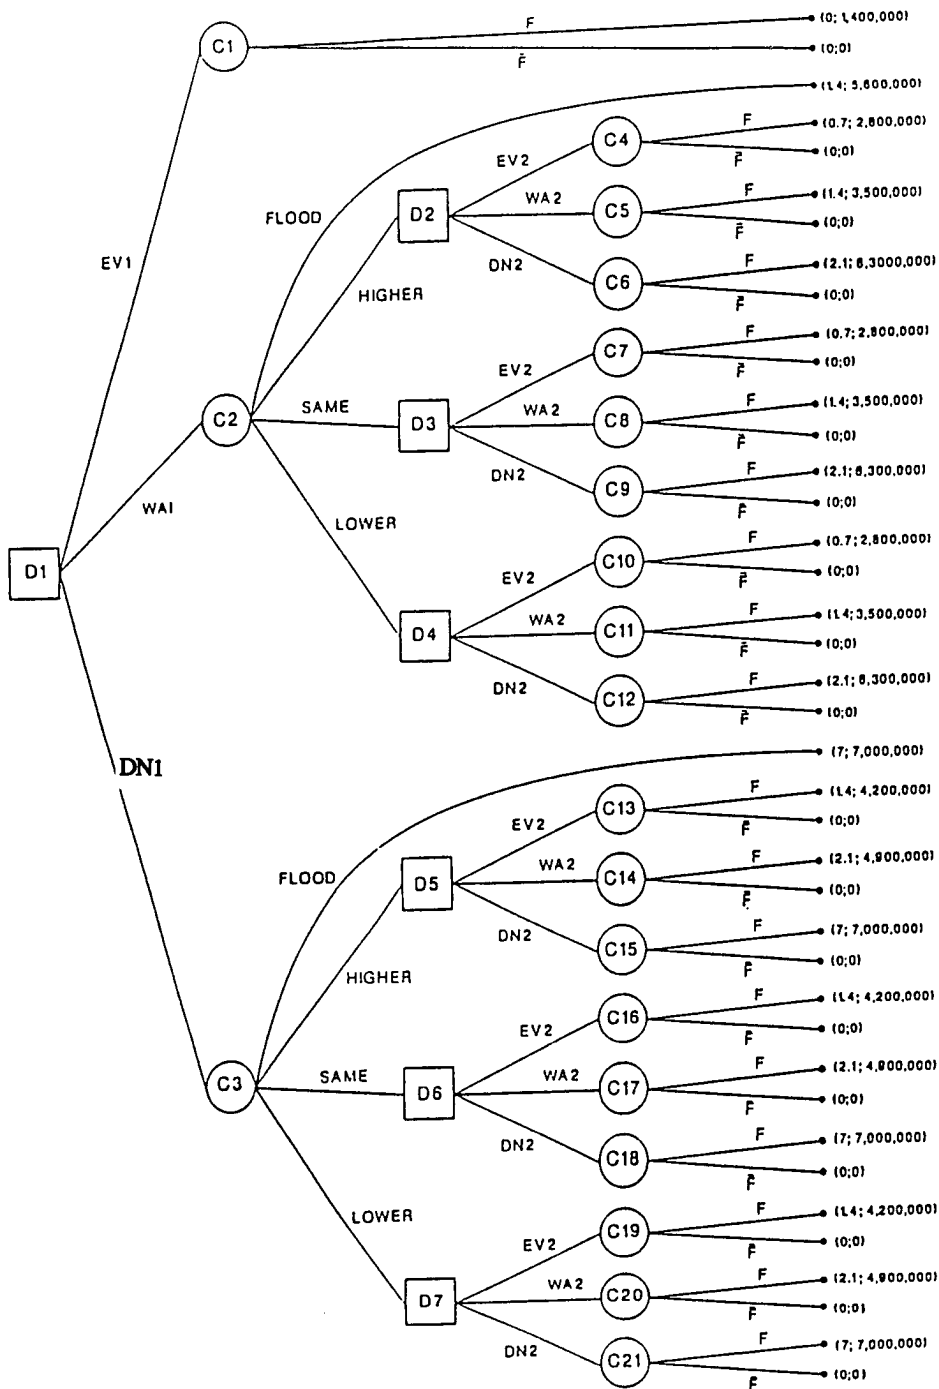 F
C1
(0; 1,400,000)
F̄
(0;0)
(1.4; 5,600,000)
F
(0.7; 2,800,000)
C4
EV2
F̄
(0;0)
F
(1.4; 3,500,000)
WA2
C5
D2
FLOOD
F̄
(0;0)
EV1
DN2
F
(2.1; 6,3000,000)
C6
HIGHER
F̄
(0;0)
F
(0.7; 2,800,000)
C7
EV2
F̄
(0;0)
SAME
WA2
F
(1.4; 3,500,000)
C2
D3
C8
F̄
(0;0)
DN2
F
(2.1; 6,300,000)
C9
WA1
LOWER
F̄
(0;0)
F
(0.7; 2,800,000)
D1
EV2
C10
F̄
(0;0)
WA2
F
(1.4; 3,500,000)
D4
C11
F̄
(0;0)
DN2
F
(2.1; 6,300,000)
C12
F̄
(0;0)
DN1
(7; 7,000,000)
F
(1.4; 4,200,000)
EV2
C13
F̄
(0;0)
F
(2.1; 4,900,000)
WA2
FLOOD
D5
C14
F̄
(0;0)
DN2
F
(7; 7,000,000)
C15
HIGHER
F̄
(0;0)
F
(1.4; 4,200,000)
EV2
C16
F̄
(0;0)
SAME
WA2
F
(2.1; 4,900,000)
C3
D6
C17
F̄
(0;0)
DN2
F
(7; 7,000,000)
C18
F̄
(0;0)
LOWER
F
(1.4; 4,200,000)
EV2
C19
F̄
(0;0)
WA2
F
(2.1; 4,900,000)
D7
C20
F̄
(0;0)
DN2
F
(7; 7,000,000)
C21
F̄
(0;0)